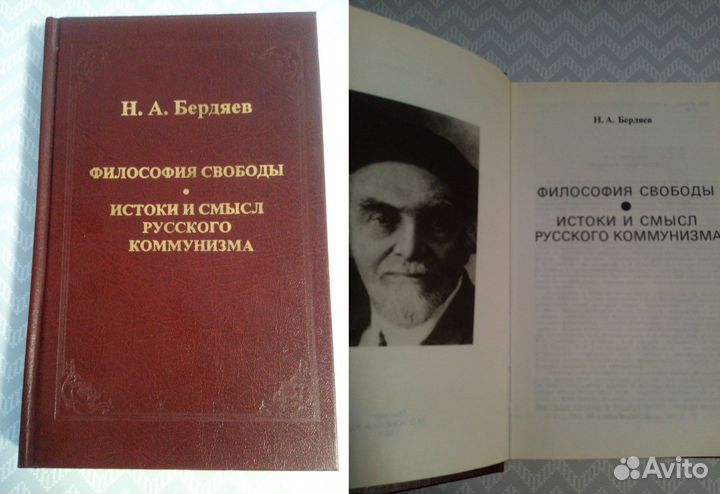 Н. А. Бердяев
ФИЛОСОФИЯ СВОБОДЫ
•
ИСТОКИ И СМЫСЛ
РУССКОГО
КОММУНИЗМА
Н. А. Бердяев
ФИЛОСОФИЯ СВОБОДЫ
●
ИСТОКИ И СМЫСЛ
РУССКОГО КОММУНИЗМА
Avito